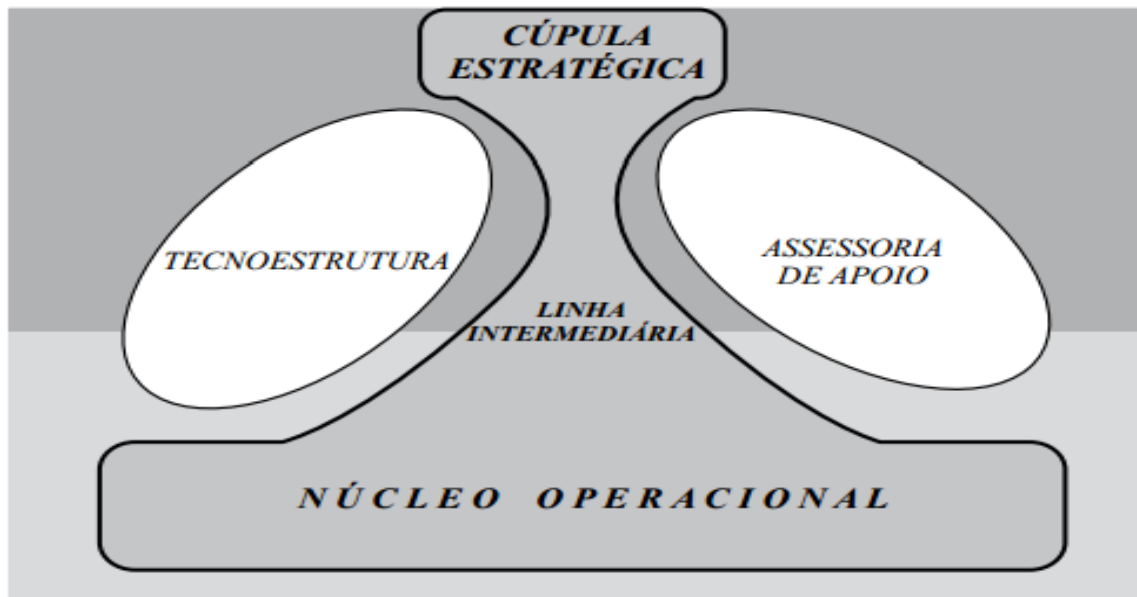 CÚPULA
ESTRATÉGICA
TECNOESTRUTURA
ASSESSORIA
DE APOIO
LINHA
INTERMEDIÁRIA
NÚCLEO OPERACIONAL